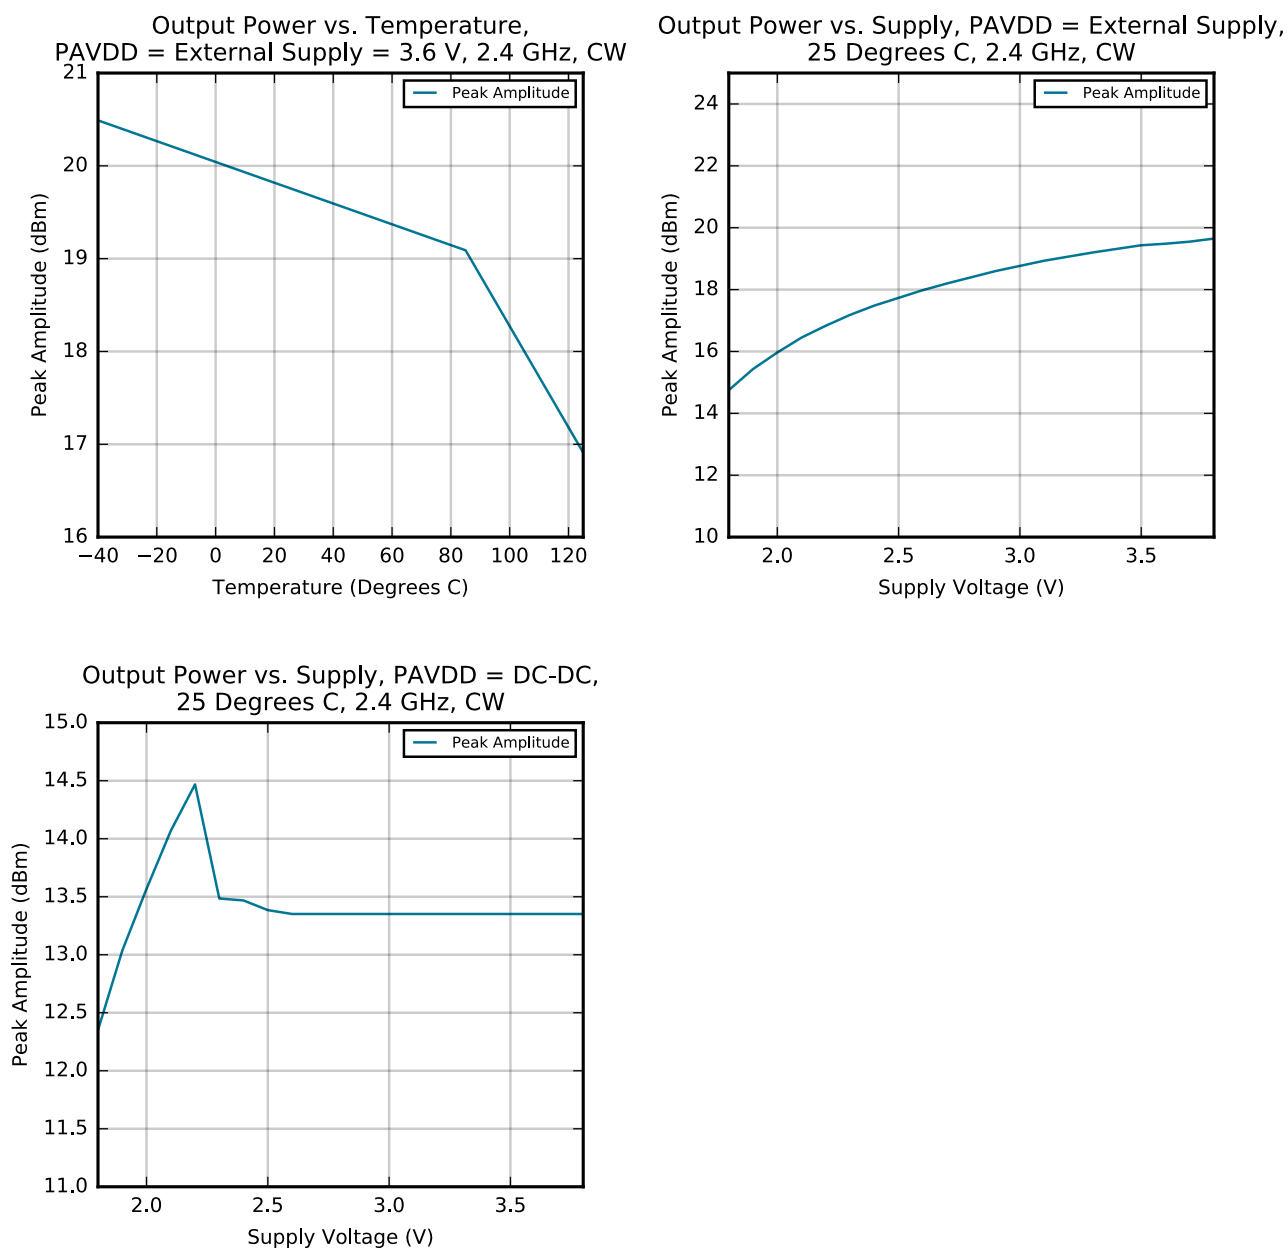 Output Power vs. Temperature,
PAVDD = External Supply = 3.6 V, 2.4 GHz, CW
21
20
19
18
17
16
Peak Amplitude (dBm)
Peak Amplitude
−40 −20 0 20 40 60 80 100 120
Temperature (Degrees C)
Output Power vs. Supply, PAVDD = External Supply,
25 Degrees C, 2.4 GHz, CW
24
22
20
18
16
14
12
10
Peak Amplitude (dBm)
Peak Amplitude
2.0 2.5 3.0 3.5
Supply Voltage (V)
Output Power vs. Supply, PAVDD = DC-DC,
25 Degrees C, 2.4 GHz, CW
15.0
14.5
14.0
13.5
13.0
12.5
12.0
11.5
11.0
Peak Amplitude (dBm)
Peak Amplitude
2.0 2.5 3.0 3.5
Supply Voltage (V)